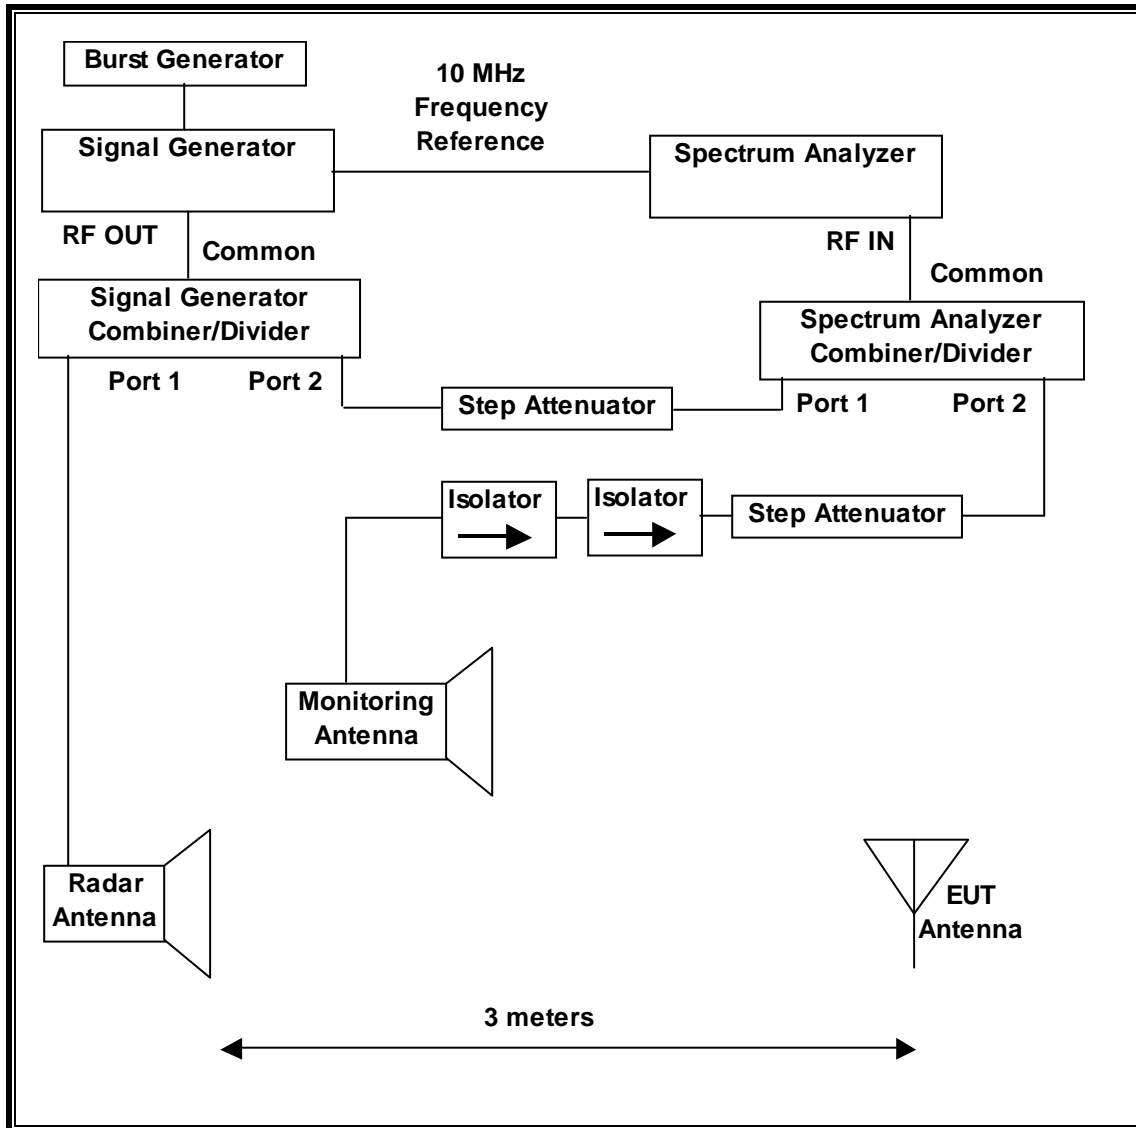 Burst Generator
10 MHz
Frequency
Reference
Signal Generator
Spectrum Analyzer
RF OUT
Common
RF IN
Common
Signal Generator
Combiner/Divider
Spectrum Analyzer
Combiner/Divider
Port 1
Port 2
Step Attenuator
Port 1
Port 2
Isolator
Isolator
Step Attenuator
Monitoring
Antenna
Radar
Antenna
EUT
Antenna
3 meters